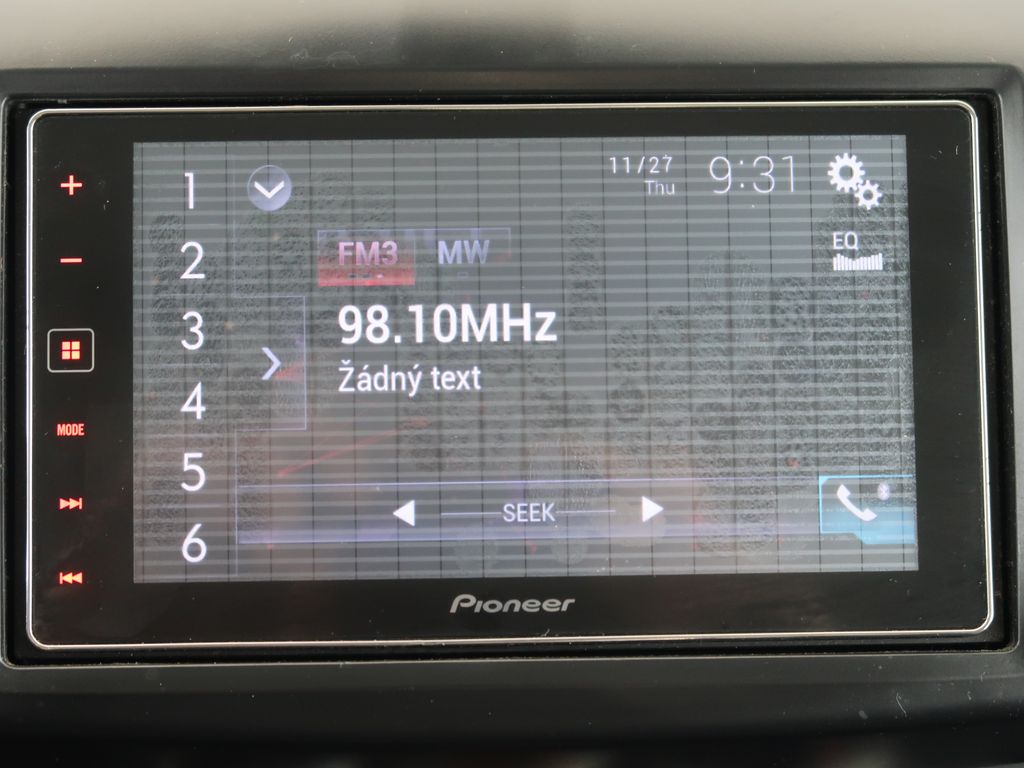 11/27
Thu
9:31
1
2
3
4
5
6
FM3 MW
EQ
98.10MHz
Žádný text
MODE
SEEK
Pioneer